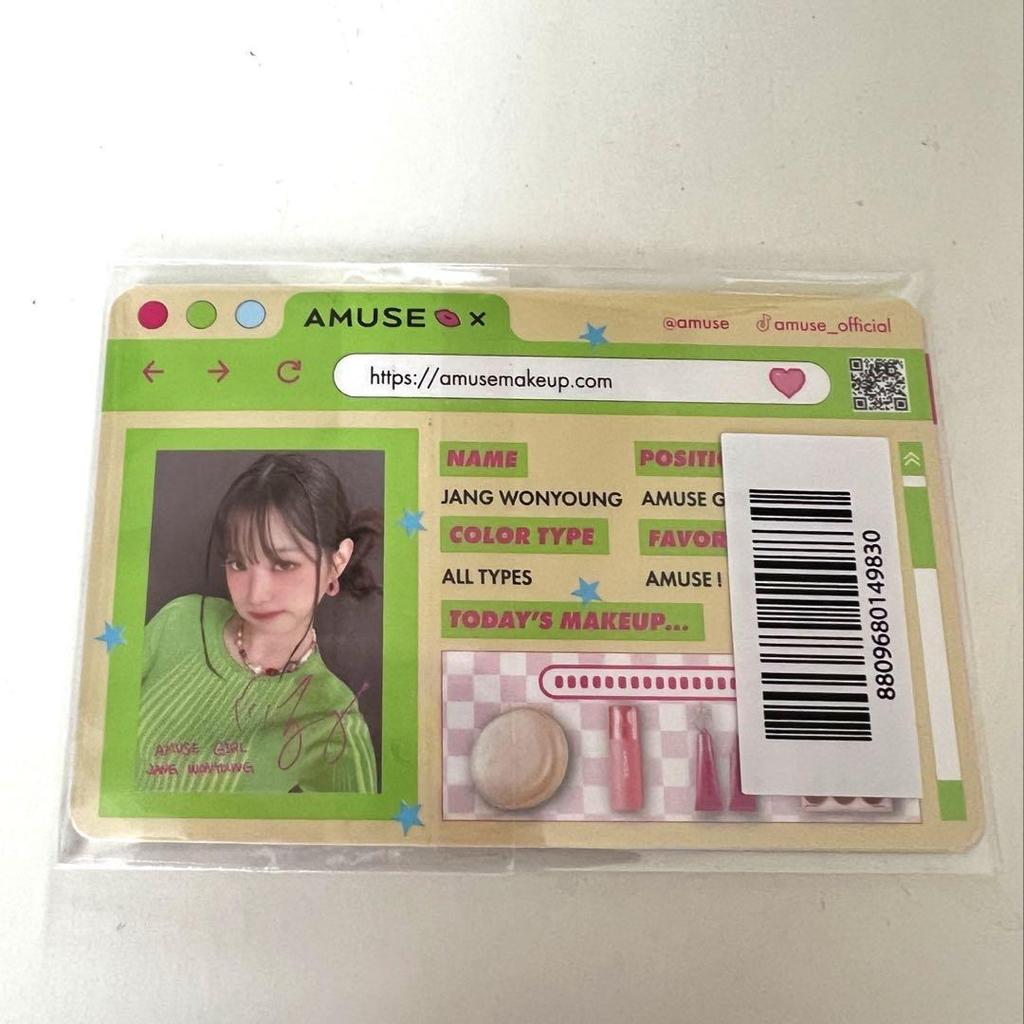 AMUSE x
@amuse amuse_official
https://amusemakeup.com
NAME
JANG WONYOUNG
POSITI
AMUSE G
COLOR TYPE
ALL TYPES
FAVOR
AMUSE !
TODAY'S MAKEUP...
AMUSE GIRL
JANG WONYOUNG
8809680149830